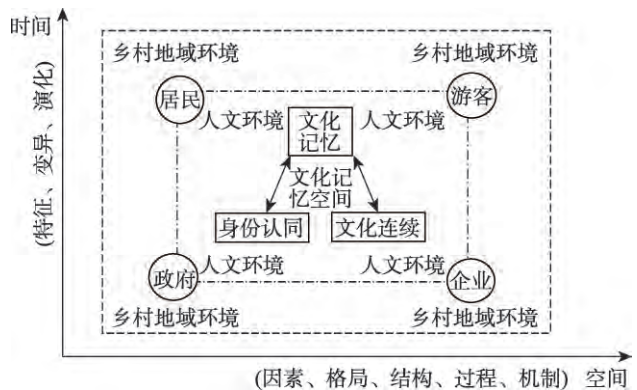 时间
(特征、变异、演化)
乡村地域环境
乡村地域环境
居民
游客
人文环境
人文环境
文化
记忆
文化记
忆空间
身份认同
文化连续
政府
人文环境
人文环境
企业
乡村地域环境
乡村地域环境
(因素、格局、结构、过程、机制)
空间